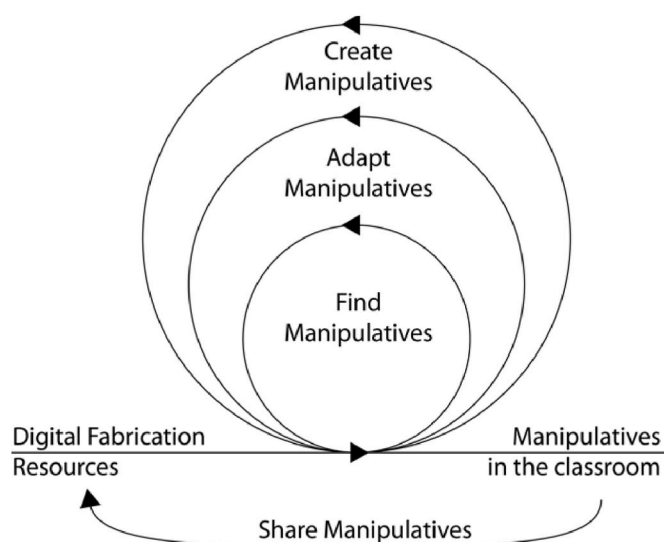 Create
Manipulatives
Adapt
Manipulatives
Find
Manipulatives
Digital Fabrication
Resources
Manipulatives
in the classroom
Share Manipulatives